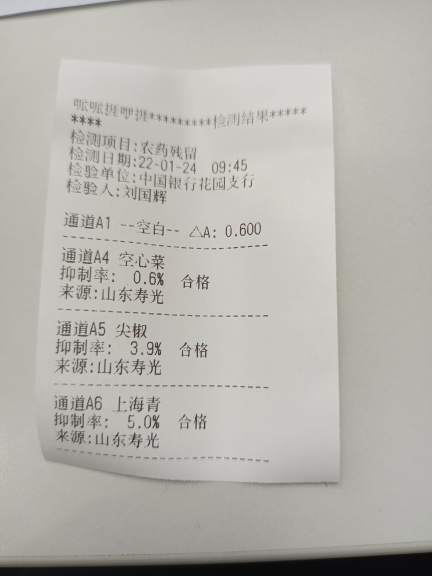 *********检测结果*****
****
检测项目:农药残留
检测日期:22-01-24 09:45
检验单位:中国银行花园支行
检验人:刘国辉
通道A1 --空白-- △A: 0.600
通道A4 空心菜
抑制率: 0.6% 合格
来源:山东寿光
通道A5 尖椒
抑制率: 3.9% 合格
来源:山东寿光
通道A6 上海青
抑制率: 5.0% 合格
来源:山东寿光